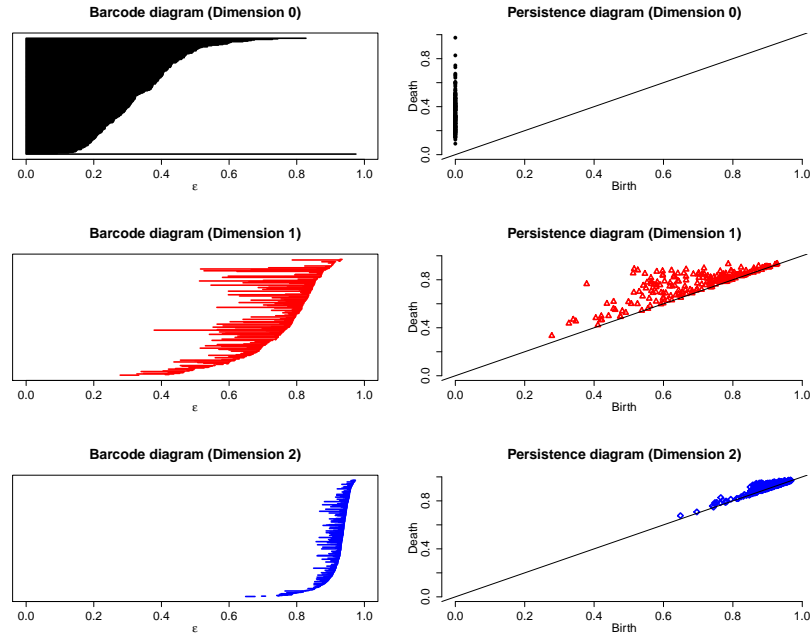 Barcode diagram (Dimension 0)
0.0 0.2 0.4 0.6 0.8 1.0
ε
Persistence diagram (Dimension 0)
Death
0.0 0.4 0.8
0.0 0.2 0.4 0.6 0.8 1.0
Birth
Barcode diagram (Dimension 1)
0.0 0.2 0.4 0.6 0.8 1.0
ε
Persistence diagram (Dimension 1)
Death
0.0 0.4 0.8
0.0 0.2 0.4 0.6 0.8 1.0
Birth
Barcode diagram (Dimension 2)
0.0 0.2 0.4 0.6 0.8 1.0
ε
Persistence diagram (Dimension 2)
Death
0.0 0.4 0.8
0.0 0.2 0.4 0.6 0.8 1.0
Birth